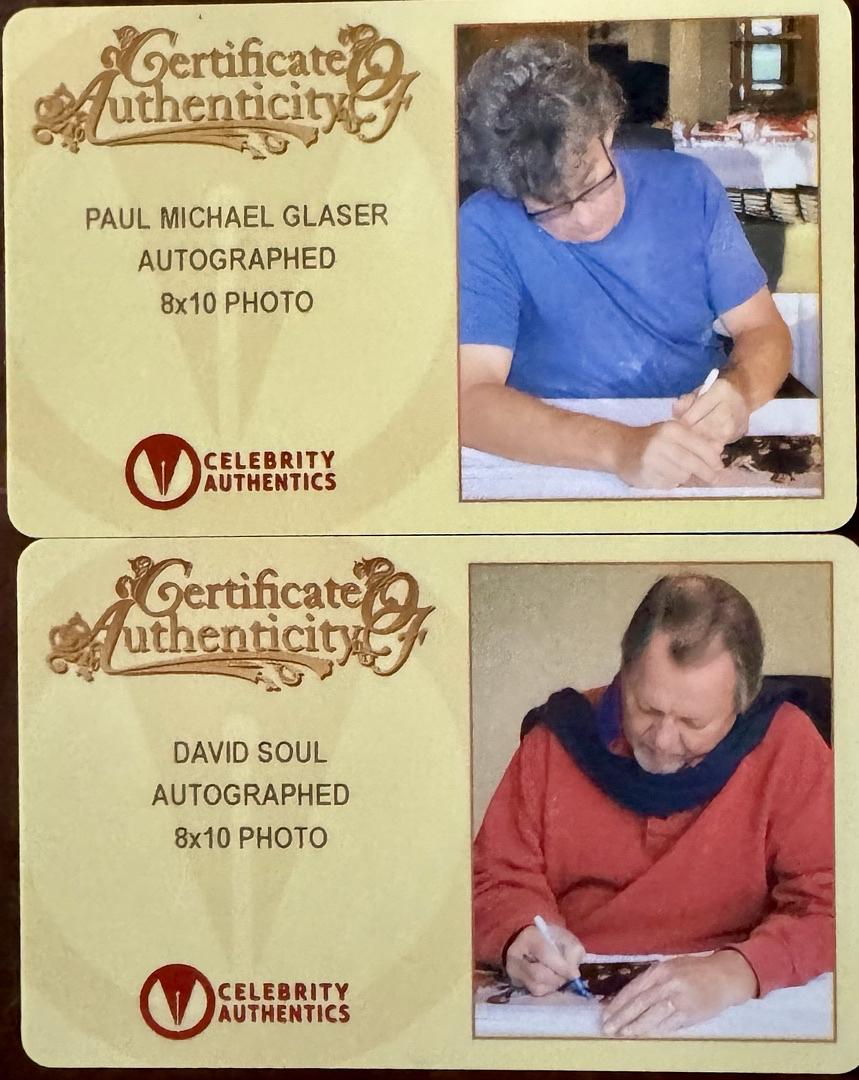 Certificate Of
Authenticity
PAUL MICHAEL GLASER
AUTOGRAPHED
8x10 PHOTO
CELEBRITY
AUTHENTICS
Certificate Of
Authenticity
DAVID SOUL
AUTOGRAPHED
8x10 PHOTO
CELEBRITY
AUTHENTICS